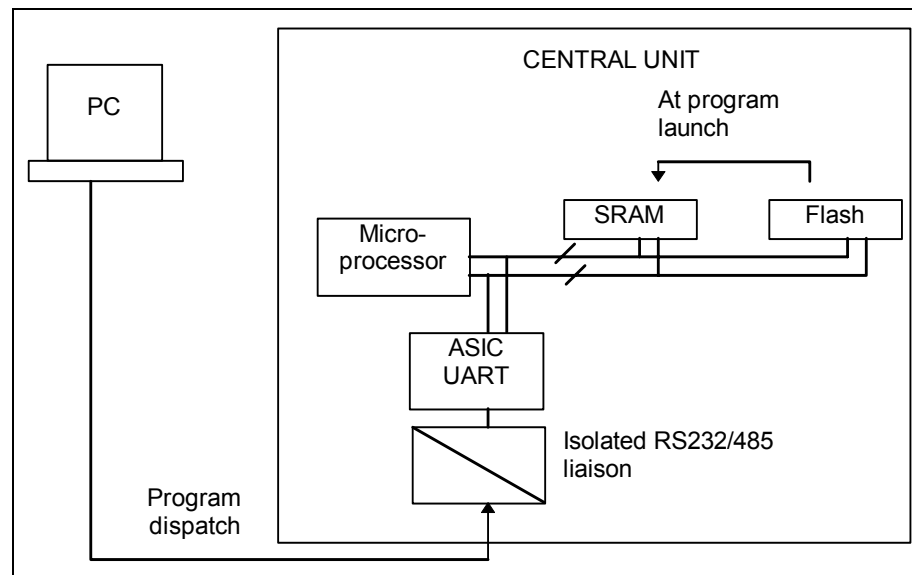 CENTRAL UNIT
PC
At program
launch
SRAM
Flash
Micro-
processor
ASIC
UART
Isolated RS232/485
liaison
Program
dispatch